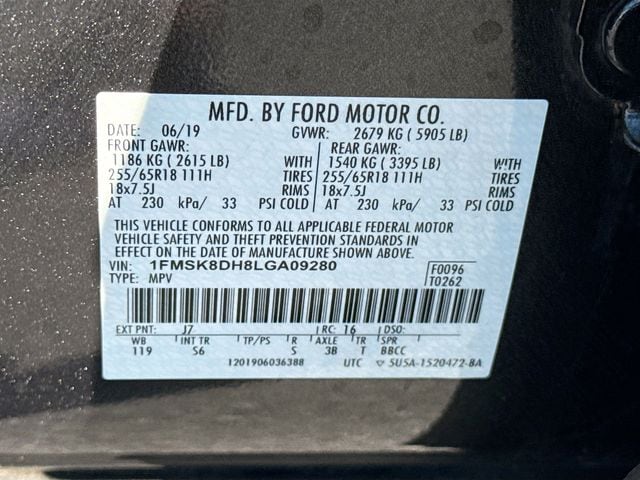 MFD. BY FORD MOTOR CO.
DATE: 06/19 GVWR: 2679 KG ( 5905 LB)
FRONT GAWR: REAR GAWR:
1186 KG ( 2615 LB) WITH 1540 KG ( 3395 LB) WITH
255/65R18 111H TIRES 255/65R18 111H TIRES
18x7.5J RIMS 18x7.5J RIMS
AT 230 kPa/ 33 PSI COLD AT 230 kPa/ 33 PSI COLD
THIS VEHICLE CONFORMS TO ALL APPLICABLE FEDERAL MOTOR
VEHICLE SAFETY AND THEFT PREVENTION STANDARDS IN
EFFECT ON THE DATE OF MANUFACTURE SHOWN ABOVE.
VIN: 1FMSK8DH8LGA09280 F0096
TYPE: MPV T0262
EXT PNT: J7 RC: 16 DSO:
WB INT TR TP/PS R AXLE TR SPR
119 S6 S 3B T BBCC
1201906036388 UTC ▽ 5U5A-1520472-BA